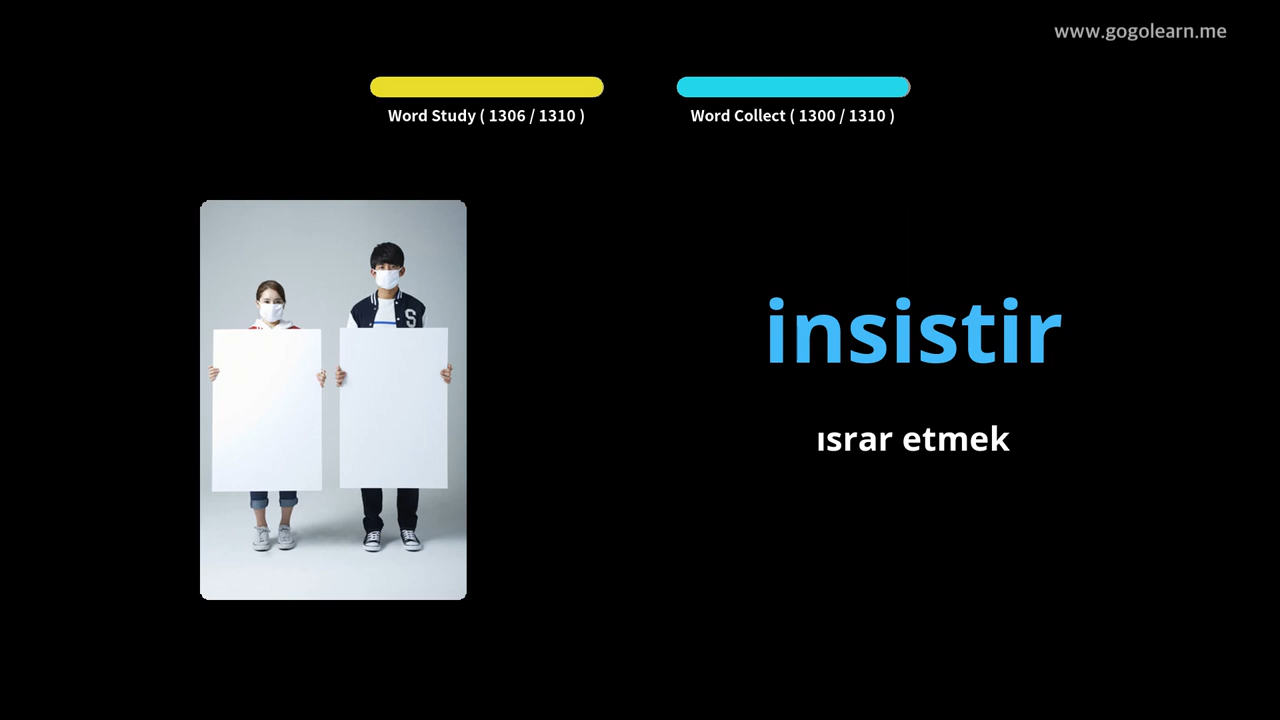 www.gogolearn.me
Word Study ( 1306 / 1310 )
Word Collect ( 1300 / 1310 )
S
insistir
ısrar etmek